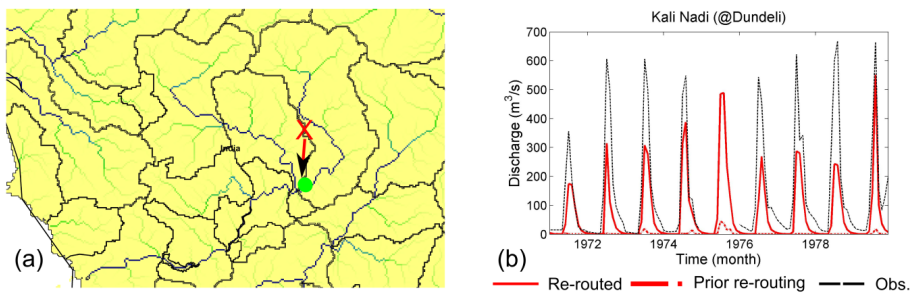 India
(a)
(b)
Kali Nadi (@Dundeli)
Discharge (m³/s)
700
600
500
400
300
200
100
0
1972
1974
1976
1978
Time (month)
Re-routed
Prior re-routing
Obs.